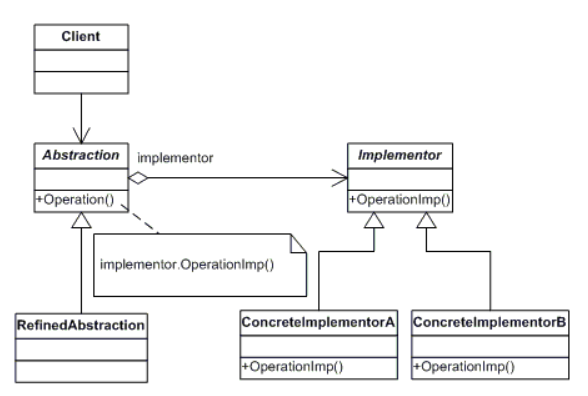 Client
Abstraction
implementor
Implementor
+Operation()
+OperationImp()
implementor.OperationImp()
RefinedAbstraction
ConcreteImplementorA
ConcreteImplementorB
+OperationImp()
+OperationImp()